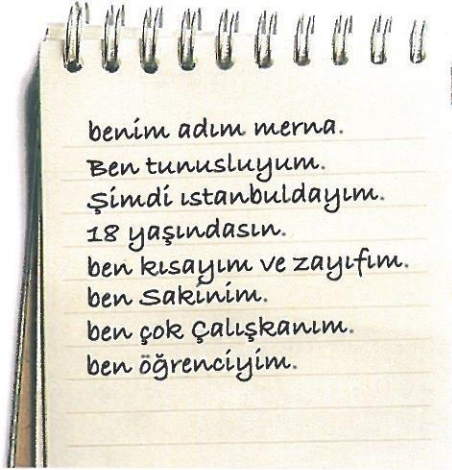 benim adım merna.
Ben tunusluyum.
Şimdi ıstanbuldayım.
18 yaşındasın.
ben kısayım ve zayıfım.
ben Sakinim.
ben çok Çalışkanım.
ben öğrenciyim.